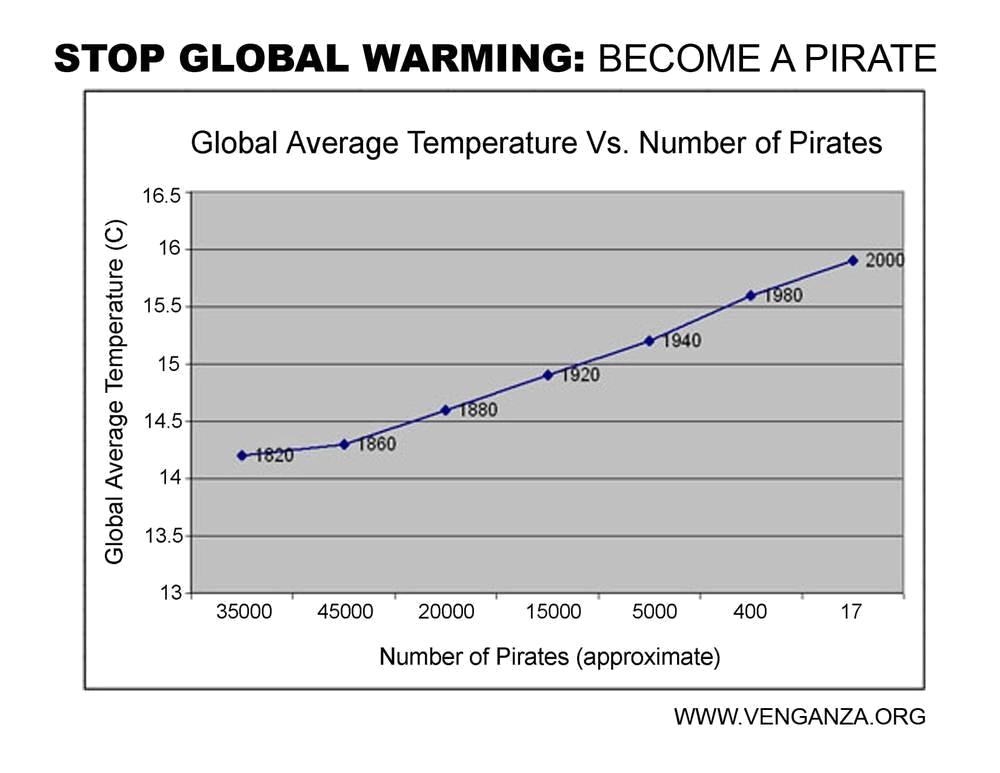 STOP GLOBAL WARMING: BECOME A PIRATE
Global Average Temperature Vs. Number of Pirates
Global Average Temperature (C)
16.5
16
15.5
15
14.5
14
13.5
13
1820
1860
1880
1920
1940
1980
2000
35000 45000 20000 15000 5000 400 17
Number of Pirates (approximate)
WWW.VENGANZA.ORG